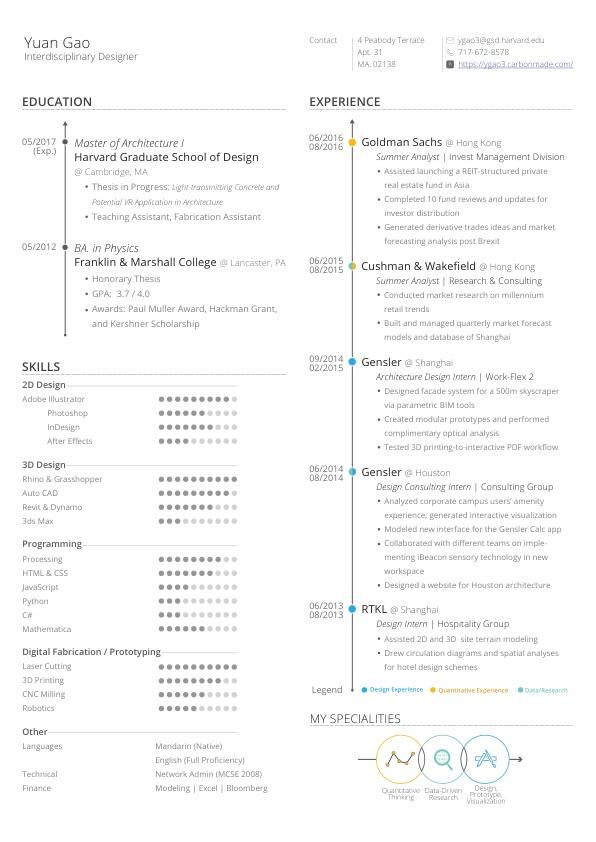 Yuan Gao
Interdisciplinary Designer
Contact
4 Peabody Terrace
Apt. 31
MA. 02138
ygao3@gsd.harvard.edu
717-672-8578
https://ygao3.carbonmade.com/
EDUCATION
05/2017
(Exp.)
Master of Architecture I
Harvard Graduate School of Design
@ Cambridge, MA
• Thesis in Progress: Light-transmitting Concrete and
Potential VR Application in Architecture
• Teaching Assistant, Fabrication Assistant
05/2012
BA. in Physics
Franklin & Marshall College @ Lancaster, PA
• Honorary Thesis
• GPA: 3.7 / 4.0
• Awards: Paul Muller Award, Hackman Grant,
and Kershner Scholarship
SKILLS
2D Design
Adobe Illustrator
Photoshop
InDesign
After Effects
3D Design
Rhino & Grasshopper
Auto CAD
Revit & Dynamo
3ds Max
Programming
Processing
HTML & CSS
JavaScript
Python
C#
Mathematica
Digital Fabrication / Prototyping
Laser Cutting
3D Printing
CNC Milling
Robotics
Other
Languages Mandarin (Native)
English (Full Proficiency)
Technical Network Admin (MCSE 2008)
Finance Modeling | Excel | Bloomberg
EXPERIENCE
06/2016
08/2016
Goldman Sachs @ Hong Kong
Summer Analyst | Invest Management Division
• Assisted launching a REIT-structured private
real estate fund in Asia
• Completed 10 fund reviews and updates for
investor distribution
• Generated derivative trades ideas and market
forecasting analysis post Brexit
06/2015
08/2015
Cushman & Wakefield @ Hong Kong
Summer Analyst | Research & Consulting
• Conducted market research on millennium
retail trends
• Built and managed quarterly market forecast
models and database of Shanghai
09/2014
02/2015
Gensler @ Shanghai
Architecture Design Intern | Work-Flex 2
• Designed facade system for a 500m skyscraper
via parametric BIM tools
• Created modular prototypes and performed
complimentary optical analysis
• Tested 3D printing-to-interactive PDF workflow
06/2014
08/2014
Gensler @ Houston
Design Consulting Intern | Consulting Group
• Analyzed corporate campus users' amenity
experience; generated interactive visualization
• Modeled new interface for the Gensler Calc app
• Collaborated with different teams on imple-
menting iBeacon sensory technology in new
workspace
• Designed a website for Houston architecture
06/2013
08/2013
RTKL @ Shanghai
Design Intern | Hospitality Group
• Assisted 2D and 3D site terrain modeling
• Drew circulation diagrams and spatial analyses
for hotel design schemes
Legend
Design Experience
Quantitative Experience
Data/Research
MY SPECIALITIES
Quantitative
Thinking
Data-Driven
Research
Design,
Prototype,
Visualization